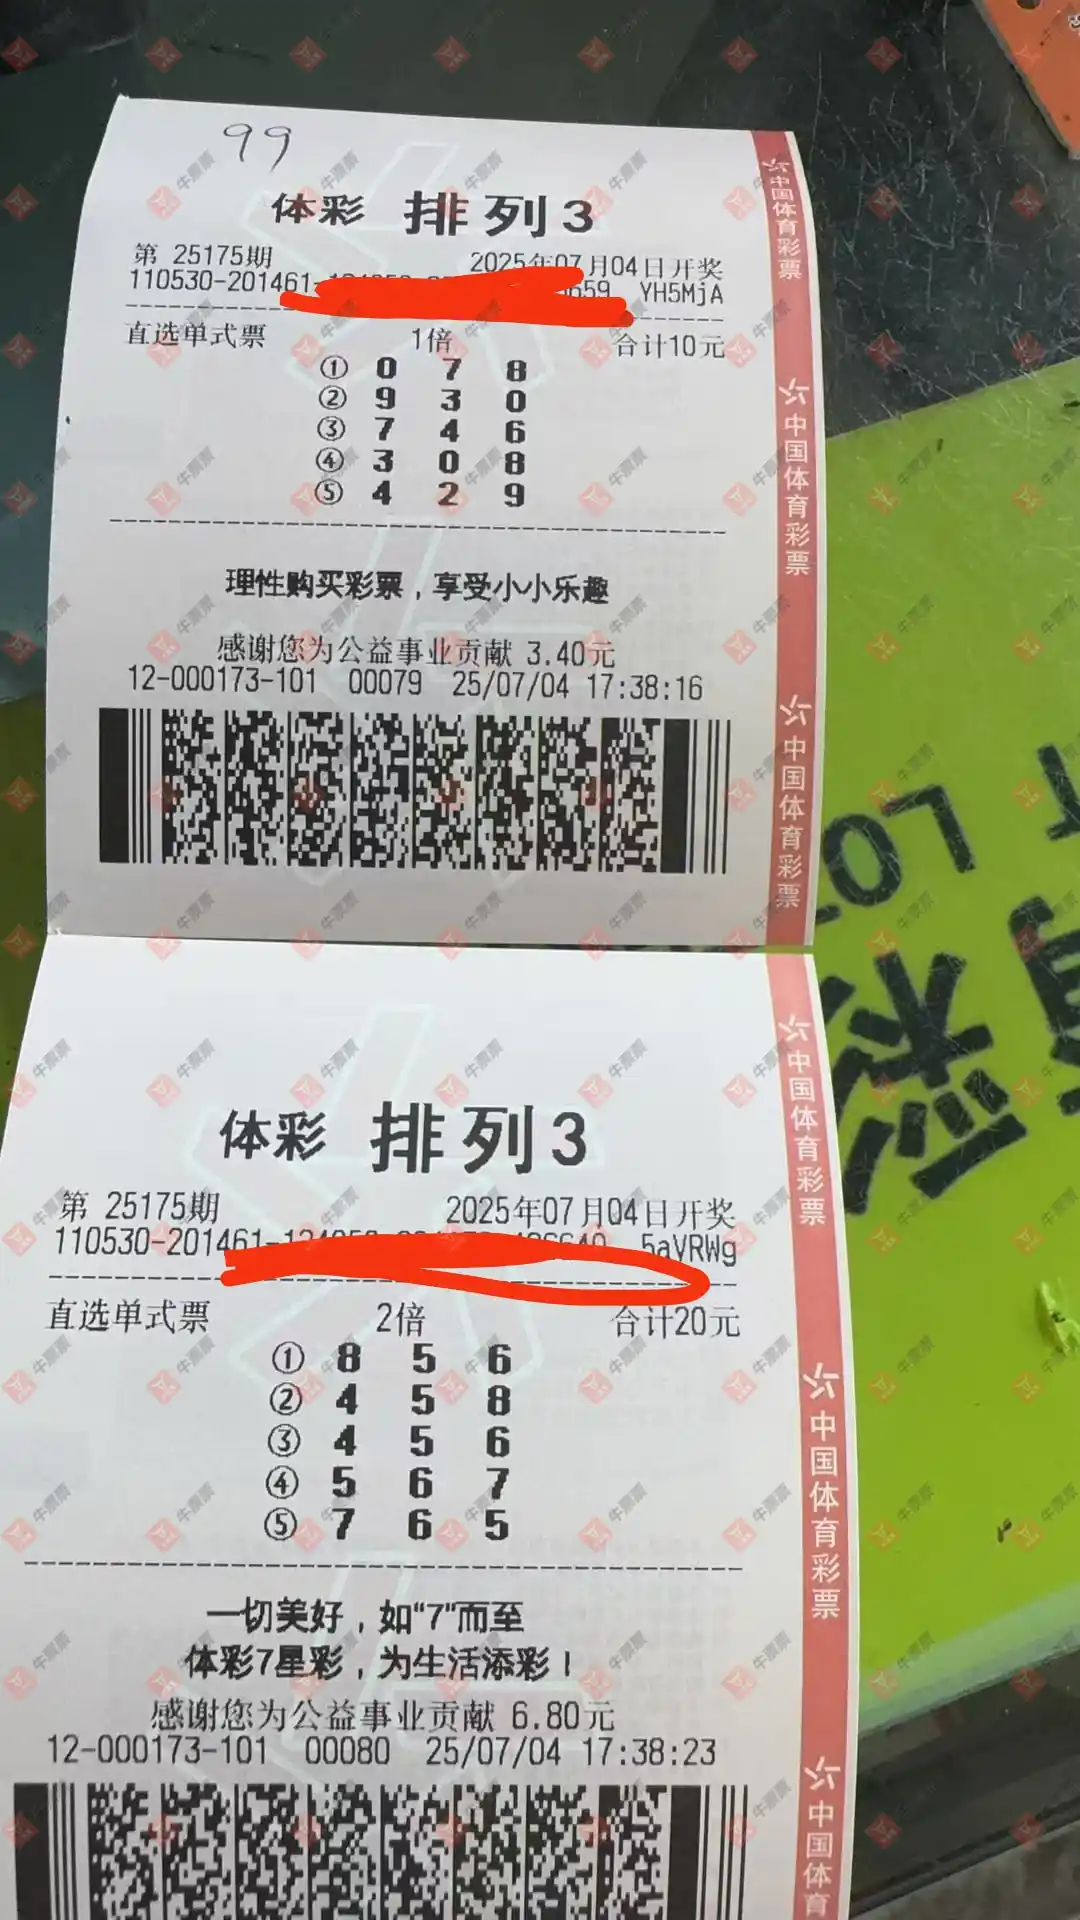 99
体彩 排列3
第 25175期 2025年07月04日开奖
110530-201461- 659 YH5MjA
直选单式票 1倍 合计10元
① 0 7 8
② 9 3 0
③ 7 4 6
④ 3 0 8
⑤ 4 2 9
理性购买彩票，享受小小乐趣
感谢您为公益事业贡献 3.40元
12-000173-101 00079 25/07/04 17:38:16
中国体育彩票
中国体育彩票
中国体育彩票
体彩 排列3
第 25175期 2025年07月04日开奖
110530-201461- 5aVRWg
直选单式票 2倍 合计20元
① 8 5 6
② 4 5 8
③ 4 5 6
④ 5 6 7
⑤ 7 6 5
一切美好，如“7”而至
体彩7星彩，为生活添彩！
感谢您为公益事业贡献 6.80元
12-000173-101 00080 25/07/04 17:38:23
中国体育彩票
中国体育彩票
中国体育
LOT
彩
牛票票